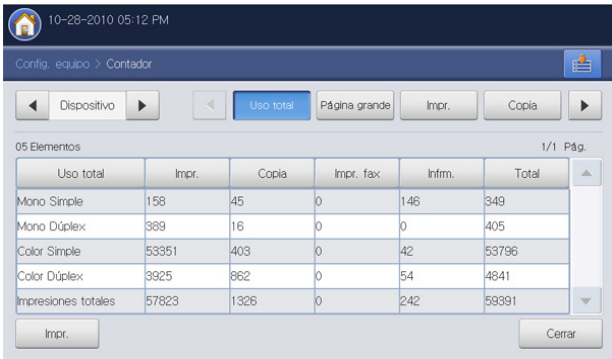 10-28-2010 05:12 PM
Config. equipo > Contador
Dispositivo Uso total Página grande Impr. Copia
05 Elementos 1/1 Pág.
Uso total Impr. Copia Impr. fax Infrm. Total
Mono Simple 158 45 0 146 349
Mono Dúplex 389 16 0 0 405
Color Simple 53351 403 0 42 53796
Color Dúplex 3925 862 0 54 4841
Impresiones totales 57823 1326 0 242 59391
Impr. Cerrar